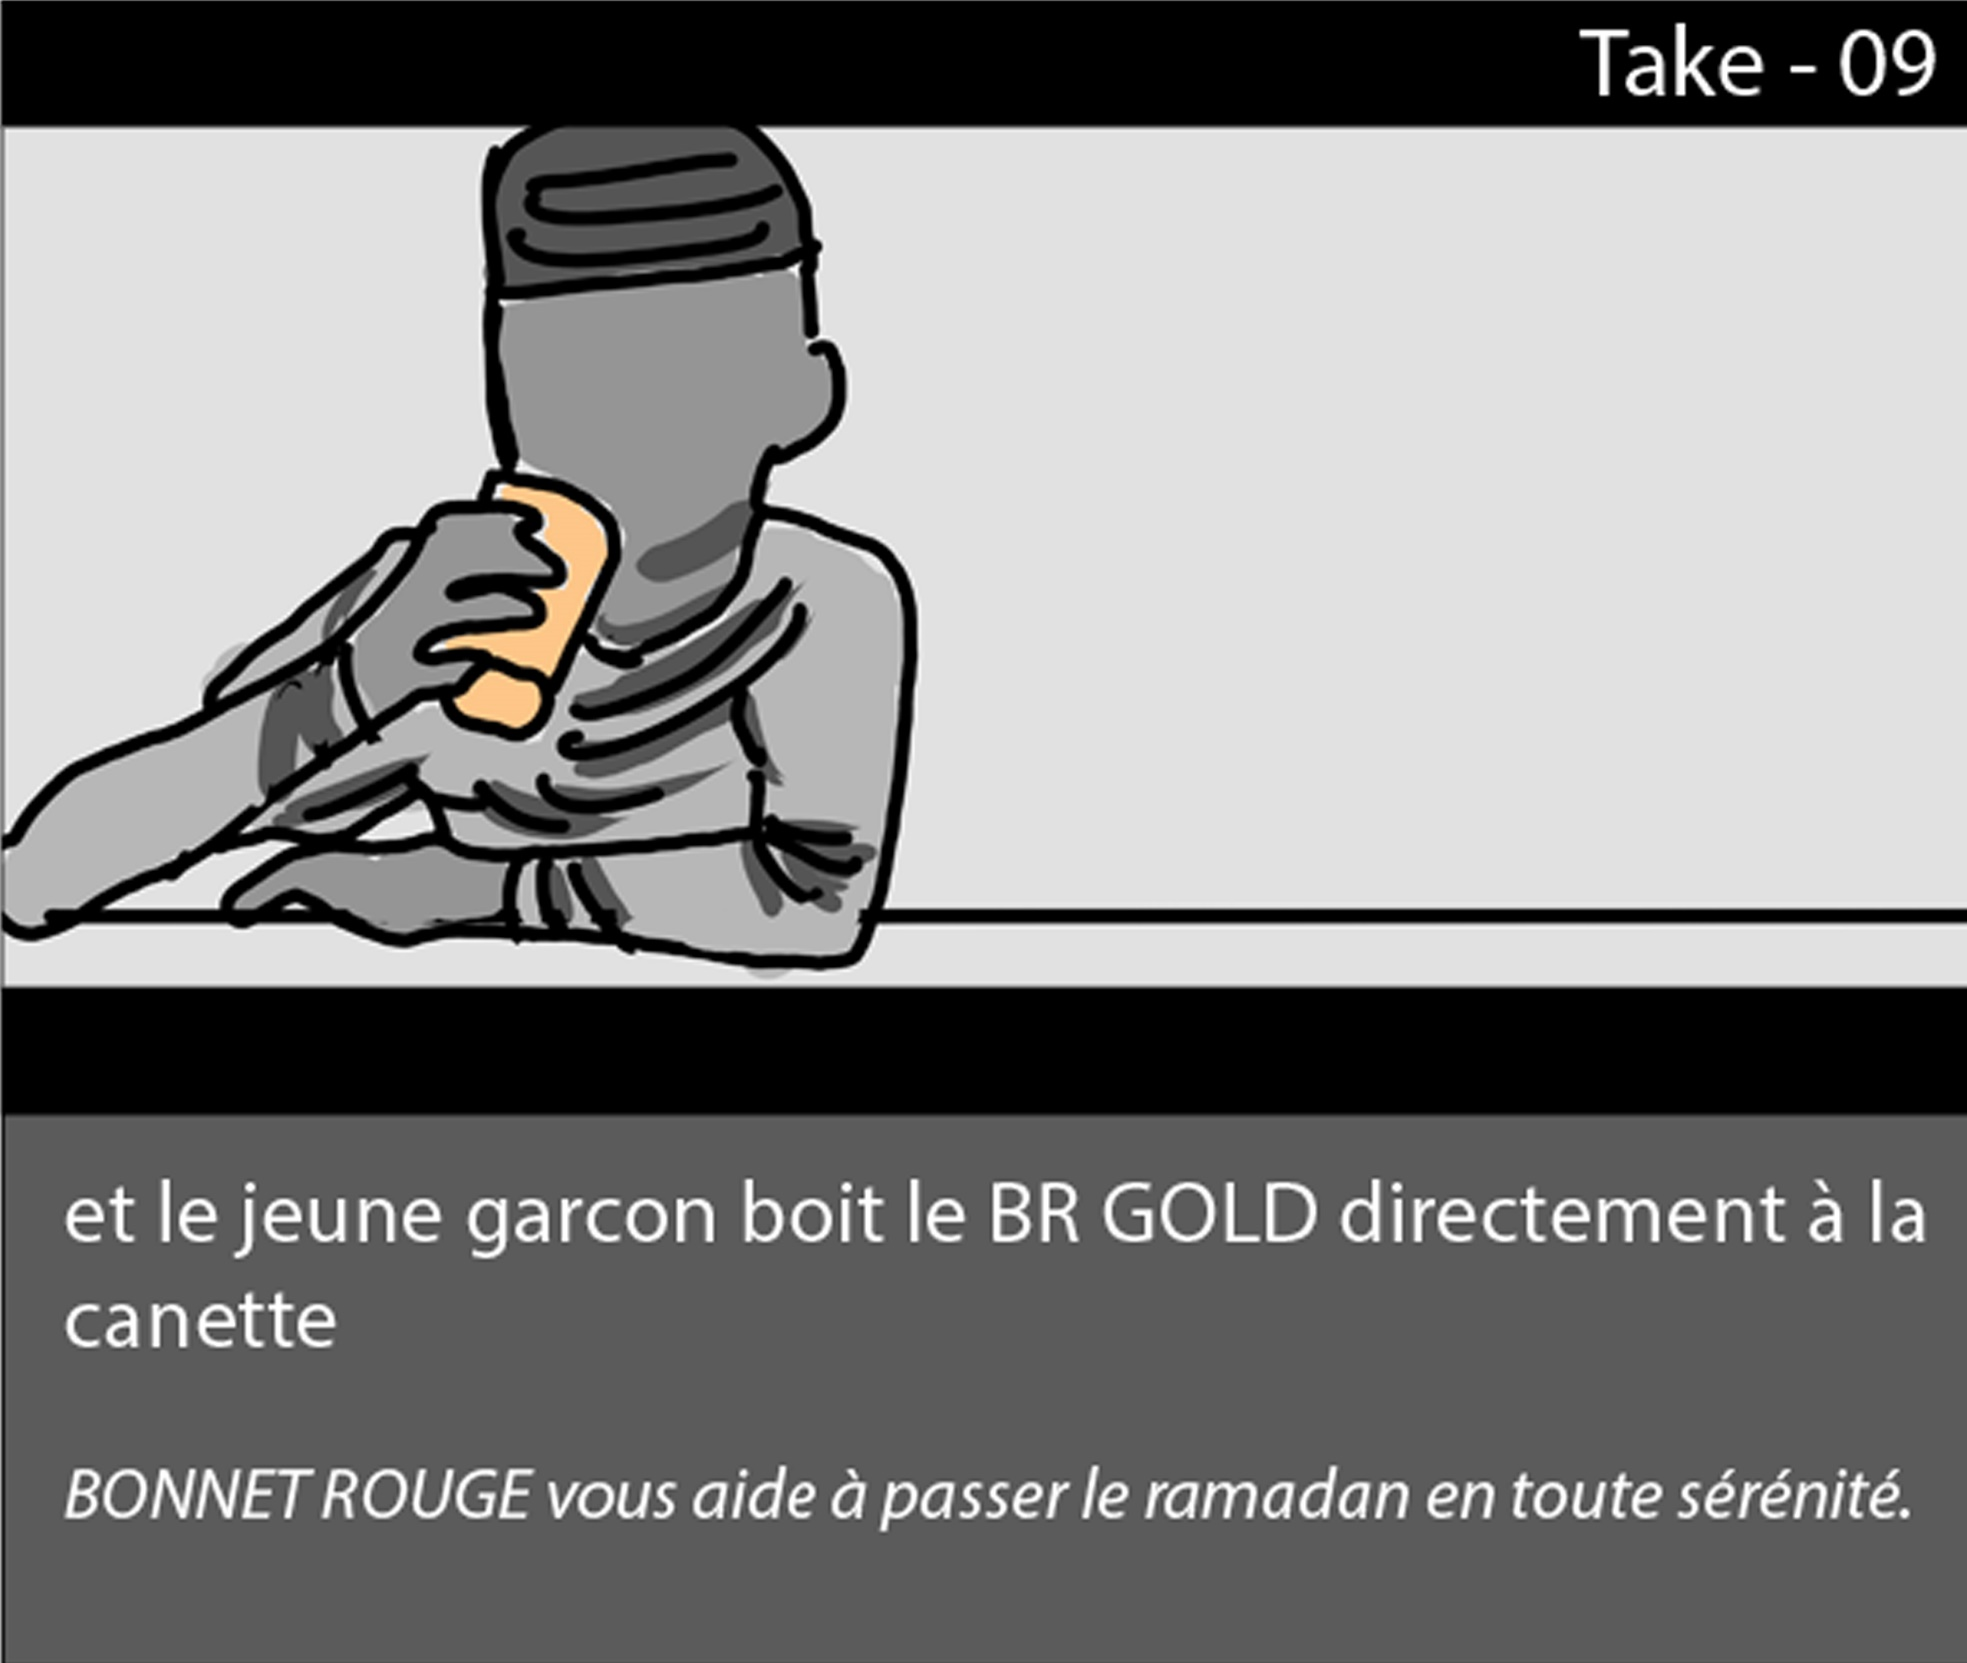 Take - 09
et le jeune garcon boit le BR GOLD directement à la
canette
BONNET ROUGE vous aide à passer le ramadan en toute sérénité.